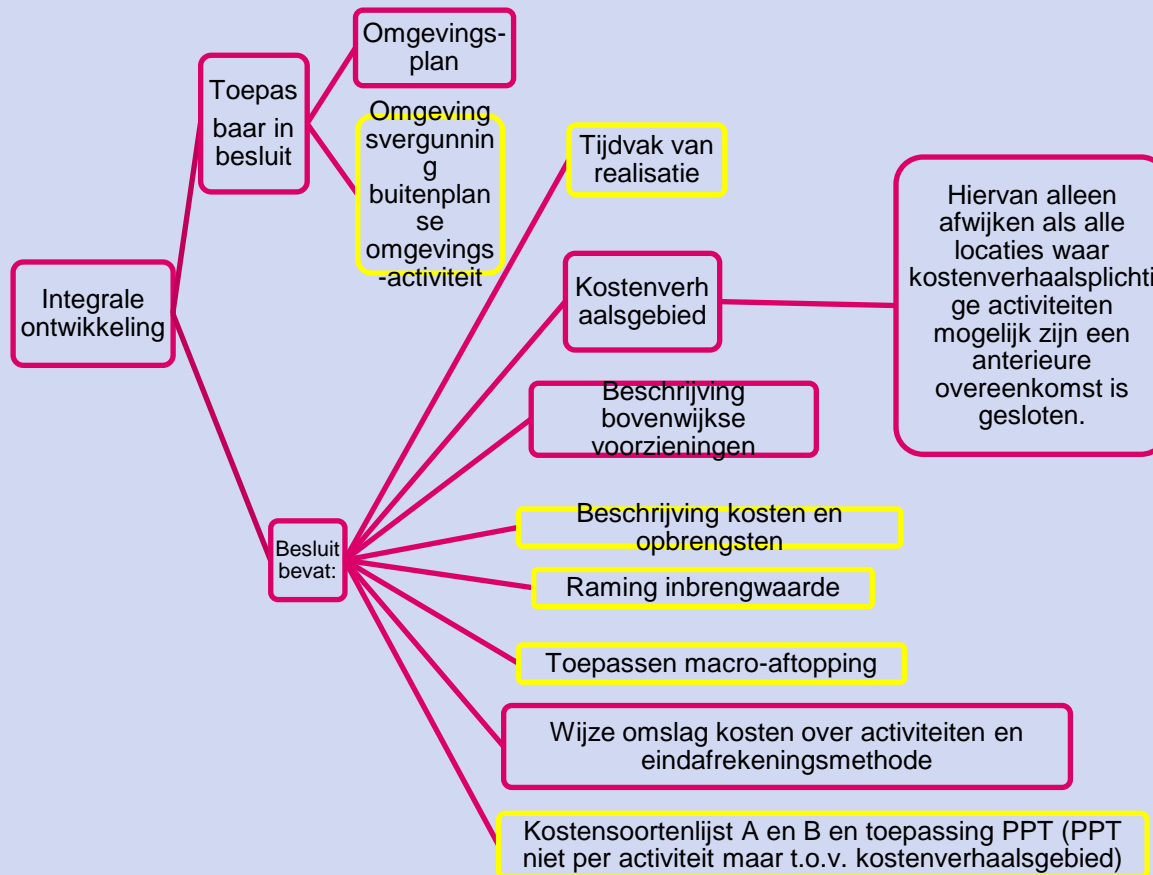 Omgevings-
plan
Toepas
baar in
besluit
Omgeving
svergunnin
g
buitenplan
se
omgevings
-activiteit
Tijdvak van
realisatie
Hiervan alleen
afwijken als alle
locaties waar
kostenverhaalsplichti
ge activiteiten
mogelijk zijn een
anterieure
overeenkomst is
gesloten.
Integrale
ontwikkeling
Kostenverh
aalsgebied
Beschrijving
bovenwijkse
voorzieningen
Besluit
bevat:
Beschrijving kosten en
opbrengsten
Raming inbrengwaarde
Toepassen macro-aftopping
Wijze omslag kosten over activiteiten en
eindafrekeningsmethode
Kostensoortenlijst A en B en toepassing PPT (PPT
niet per activiteit maar t.o.v. kostenverhaalsgebied)